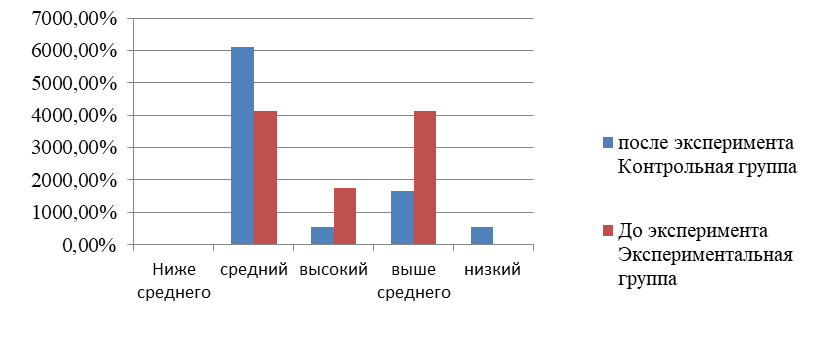 7000,00%
6000,00%
5000,00%
4000,00%
3000,00%
2000,00%
1000,00%
0,00%
Ниже
среднего
средний
высокий
выше
среднего
низкий
после эксперимента
Контрольная группа
До эксперимента
Экспериментальная
группа